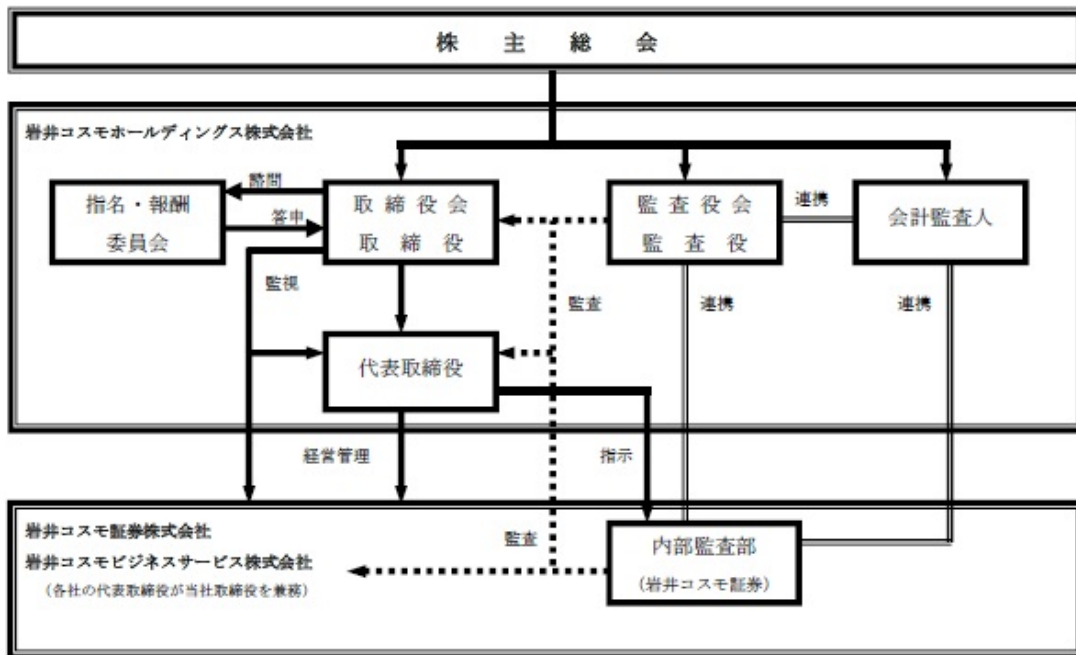 株 主 総 会
岩井コスモホールディングス株式会社
指名・報酬
委員会
諮問
答申
取 締 役 会
取 締 役
監 査 役 会
監 査 役
連携
会計監査人
監視
監査
連携
連携
代表取締役
経営管理
指示
岩井コスモ証券株式会社
岩井コスモビジネスサービス株式会社
(各社の代表取締役が当社取締役を兼務)
監査
内部監査部
(岩井コスモ証券)